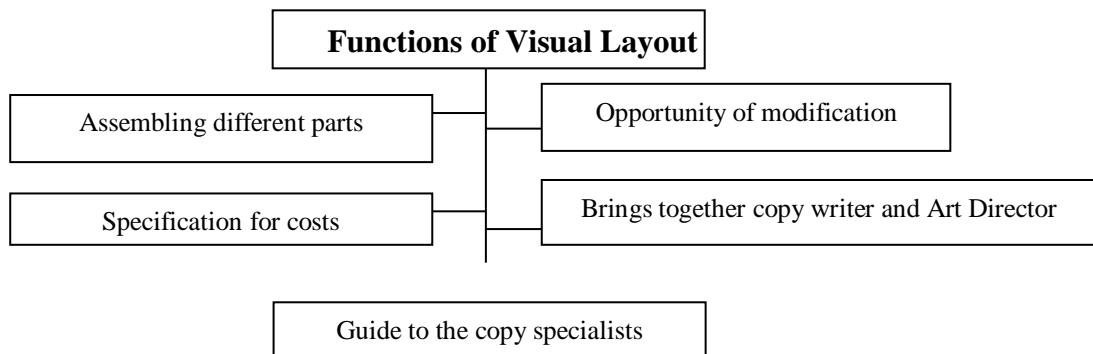 Functions of Visual Layout
Assembling different parts
Opportunity of modification
Specification for costs
Brings together copy writer and Art Director
Guide to the copy specialists